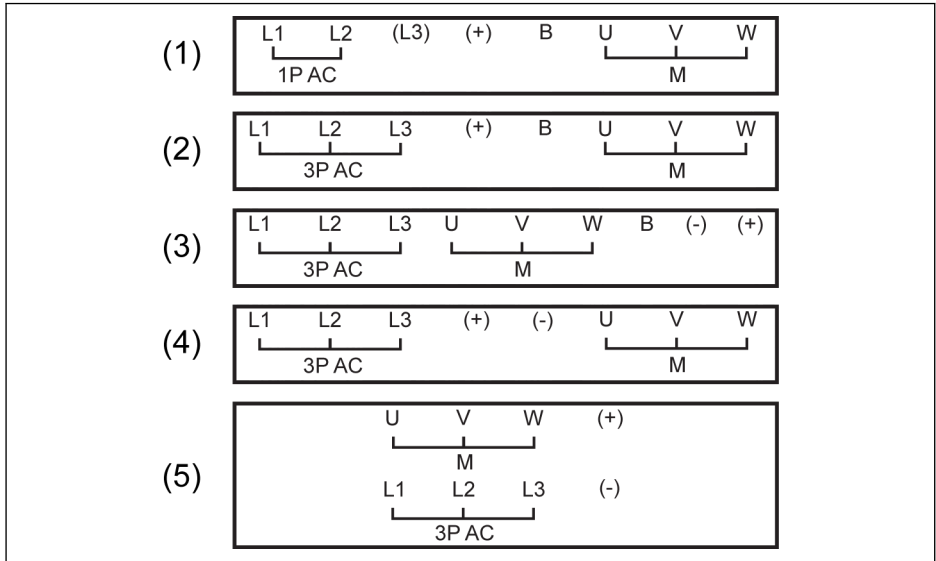 (1)
L1 L2 (L3) (+) B U V W
1P AC M
(2)
L1 L2 L3 (+) B U V W
3P AC M
(3)
L1 L2 L3 U V W B (-) (+)
3P AC M
(4)
L1 L2 L3 (+) (-) U V W
3P AC M
(5)
U V W (+)
M
L1 L2 L3 (-)
3P AC